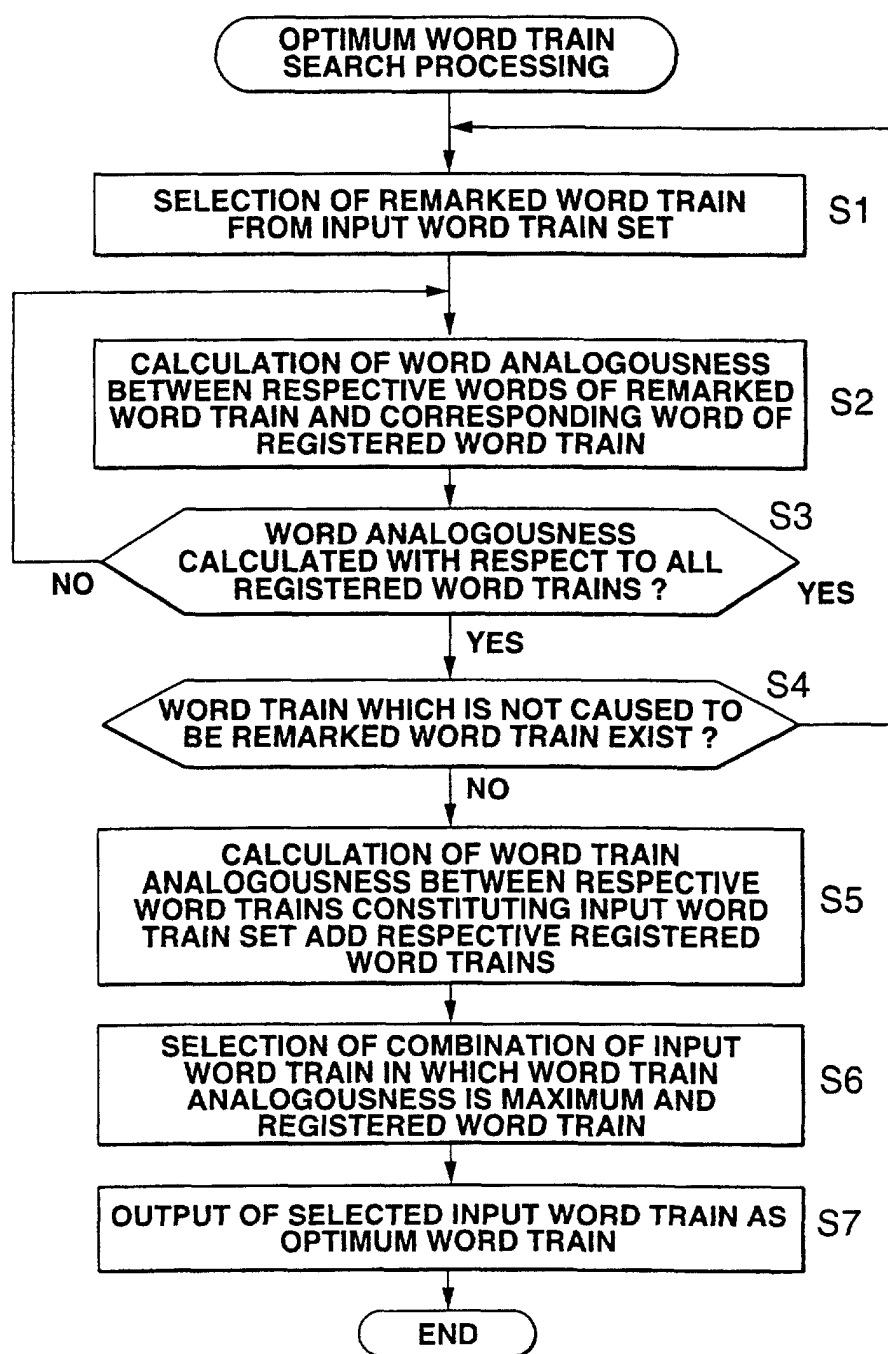 OPTIMUM WORD TRAIN
SEARCH PROCESSING
SELECTION OF REMARKED WORD TRAIN
FROM INPUT WORD TRAIN SET
S1
CALCULATION OF WORD ANALOGOUSNESS
BETWEEN RESPECTIVE WORDS OF REMARKED
WORD TRAIN AND CORRESPONDING WORD OF
REGISTERED WORD TRAIN
S2
WORD ANALOGOUSNESS
CALCULATED WITH RESPECT TO ALL
REGISTERED WORD TRAINS ?
S3
NO
YES
YES
WORD TRAIN WHICH IS NOT CAUSED TO
BE REMARKED WORD TRAIN EXIST ?
S4
NO
CALCULATION OF WORD TRAIN
ANALOGOUSNESS BETWEEN RESPECTIVE
WORD TRAINS CONSTITUTING INPUT WORD
TRAIN SET ADD RESPECTIVE REGISTERED
WORD TRAINS
S5
SELECTION OF COMBINATION OF INPUT
WORD TRAIN IN WHICH WORD TRAIN
ANALOGOUSNESS IS MAXIMUM AND
REGISTERED WORD TRAIN
S6
OUTPUT OF SELECTED INPUT WORD TRAIN AS
OPTIMUM WORD TRAIN
S7
END